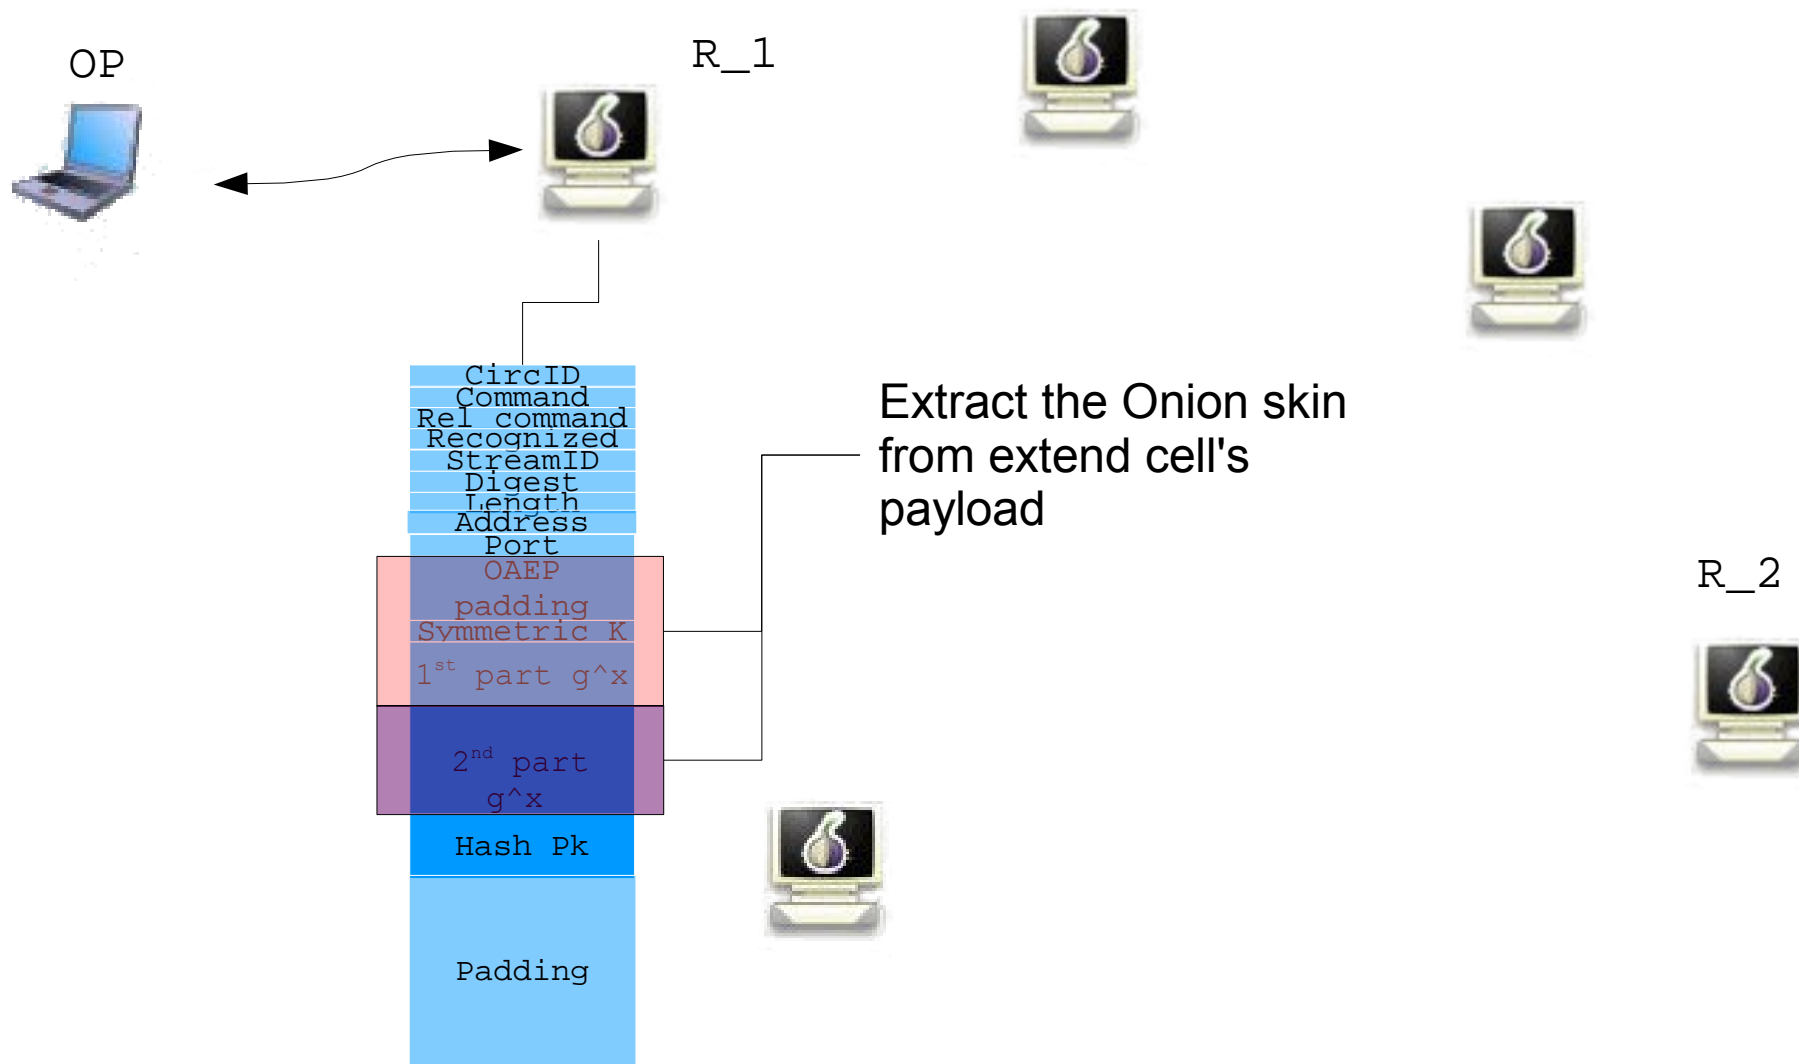 OP
R_1
CircID
Command
Rel command
Recognized
StreamID
Digest
Length
Address
Port
OAEP
padding
Symmetric K
1st part g^x
2nd part
g^x
Hash Pk
Padding
Extract the Onion skin
from extend cell's
payload
R_2